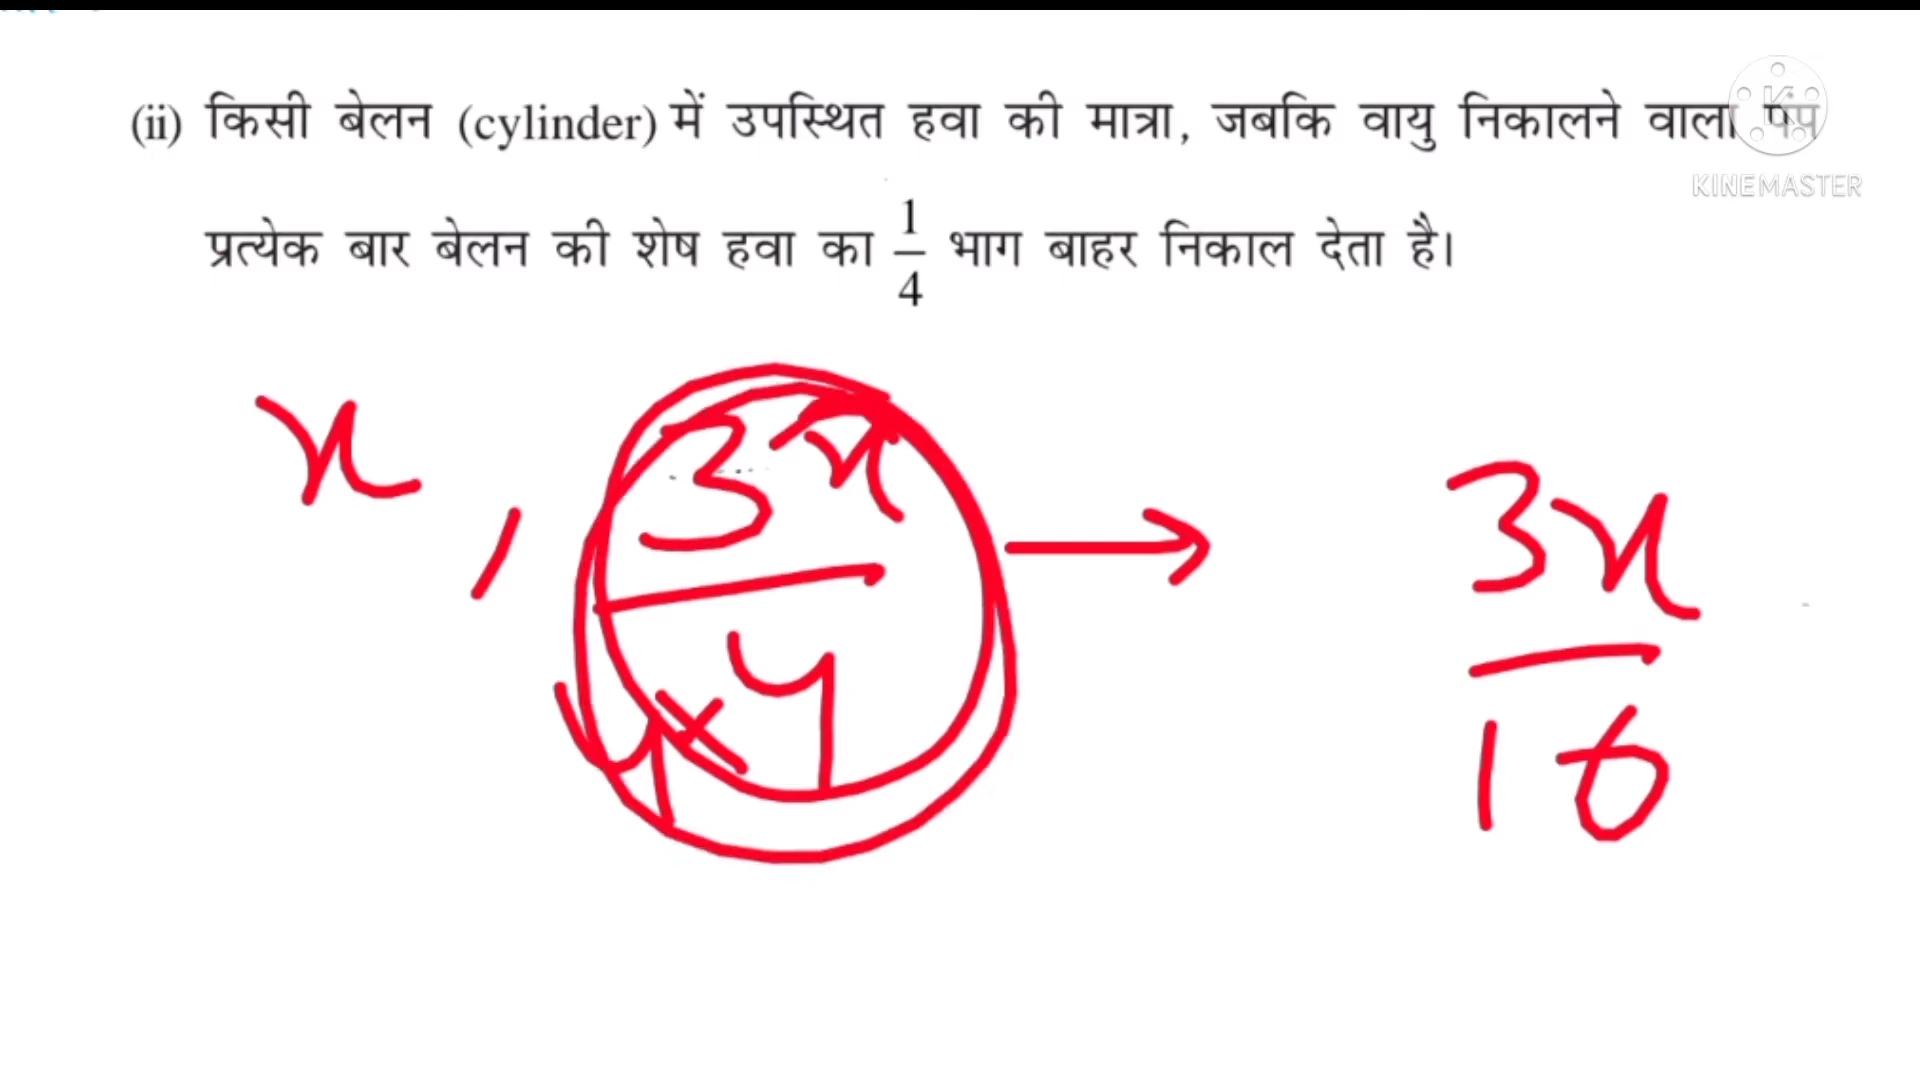 (ii) किसी बेलन (cylinder) में उपस्थित हवा की मात्रा, जबकि वायु निकालने वाला पंप
KINEMASTER
प्रत्येक बार बेलन की शेष हवा का 1/4 भाग बाहर निकाल देता है।
x, 3x/4 → 3x/16